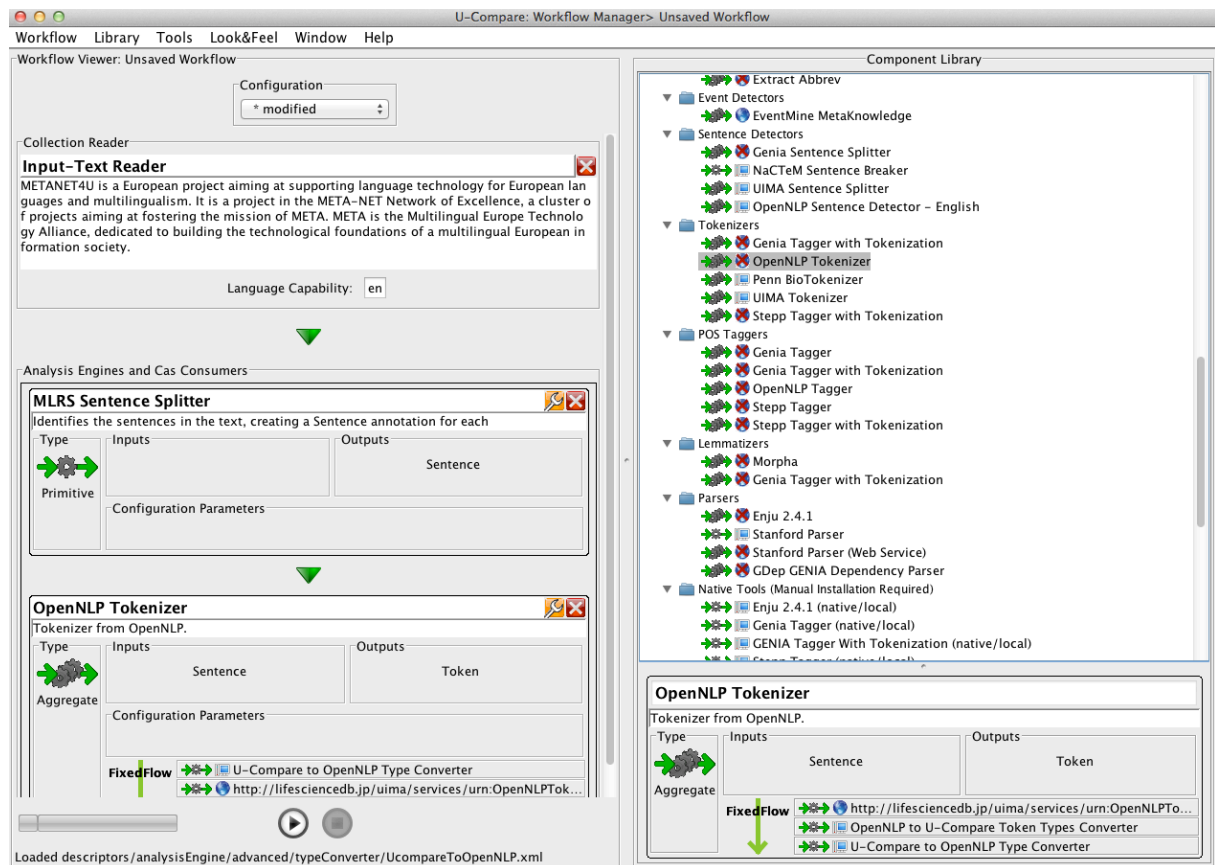 U-Compare: Workflow Manager> Unsaved Workflow
Workflow Library Tools Look&Feel Window Help
Workflow Viewer: Unsaved Workflow
Configuration
* modified
Collection Reader
Input-Text Reader
METANET4U is a European project aiming at supporting language technology for European lan
guages and multilingualism. It is a project in the META-NET Network of Excellence, a cluster o
f projects aiming at fostering the mission of META. META is the Multilingual Europe Technolo
gy Alliance, dedicated to building the technological foundations of a multilingual European in
formation society.
Language Capability: en
Analysis Engines and Cas Consumers
MLRS Sentence Splitter
Identifies the sentences in the text, creating a Sentence annotation for each
Type
Inputs
Outputs
Sentence
Primitive
Configuration Parameters
OpenNLP Tokenizer
Tokenizer from OpenNLP.
Type
Inputs
Outputs
Sentence
Token
Aggregate
Configuration Parameters
FixedFlow
U-Compare to OpenNLP Type Converter
http://lifesciencedb.jp/uima/services/urn:OpenNLPTok...
Loaded descriptors/analysisEngine/advanced/typeConverter/UcompareToOpenNLP.xml
Component Library
Extract Abbrev
Event Detectors
EventMine MetaKnowledge
Sentence Detectors
Genia Sentence Splitter
NaCTeM Sentence Breaker
UIMA Sentence Splitter
OpenNLP Sentence Detector - English
Tokenizers
Genia Tagger with Tokenization
OpenNLP Tokenizer
Penn BioTokenizer
UIMA Tokenizer
Stepp Tagger with Tokenization
POS Taggers
Genia Tagger
Genia Tagger with Tokenization
OpenNLP Tagger
Stepp Tagger
Stepp Tagger with Tokenization
Lemmatizers
Morpha
Genia Tagger with Tokenization
Parsers
Enju 2.4.1
Stanford Parser
Stanford Parser (Web Service)
GDep GENIA Dependency Parser
Native Tools (Manual Installation Required)
Enju 2.4.1 (native/local)
Genia Tagger (native/local)
GENIA Tagger With Tokenization (native/local)
Stepp Tagger (native/local)
OpenNLP Tokenizer
Tokenizer from OpenNLP.
Type
Inputs
Outputs
Sentence
Token
Aggregate
FixedFlow
http://lifesciencedb.jp/uima/services/urn:OpenNLPTo...
OpenNLP to U-Compare Token Types Converter
U-Compare to OpenNLP Type Converter